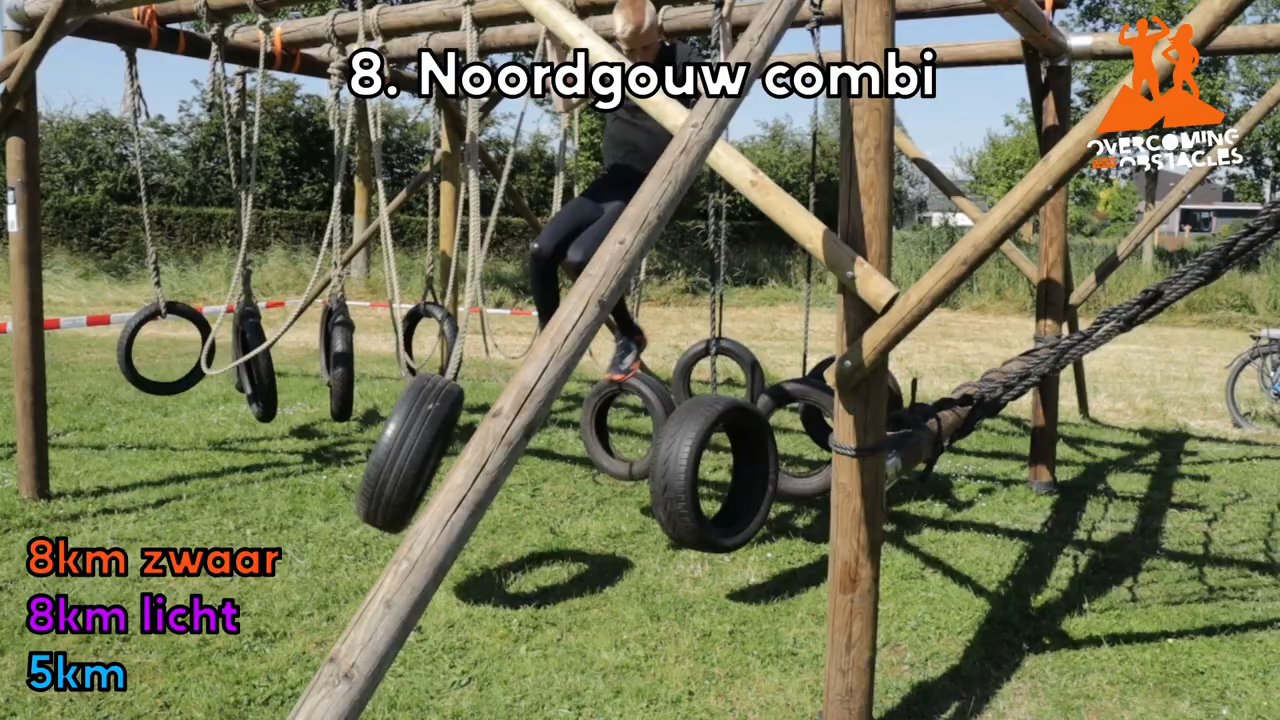 8. Noordgouw combi
OVERCOMING
OBSTACLES
8km zwaar
8km licht
5km